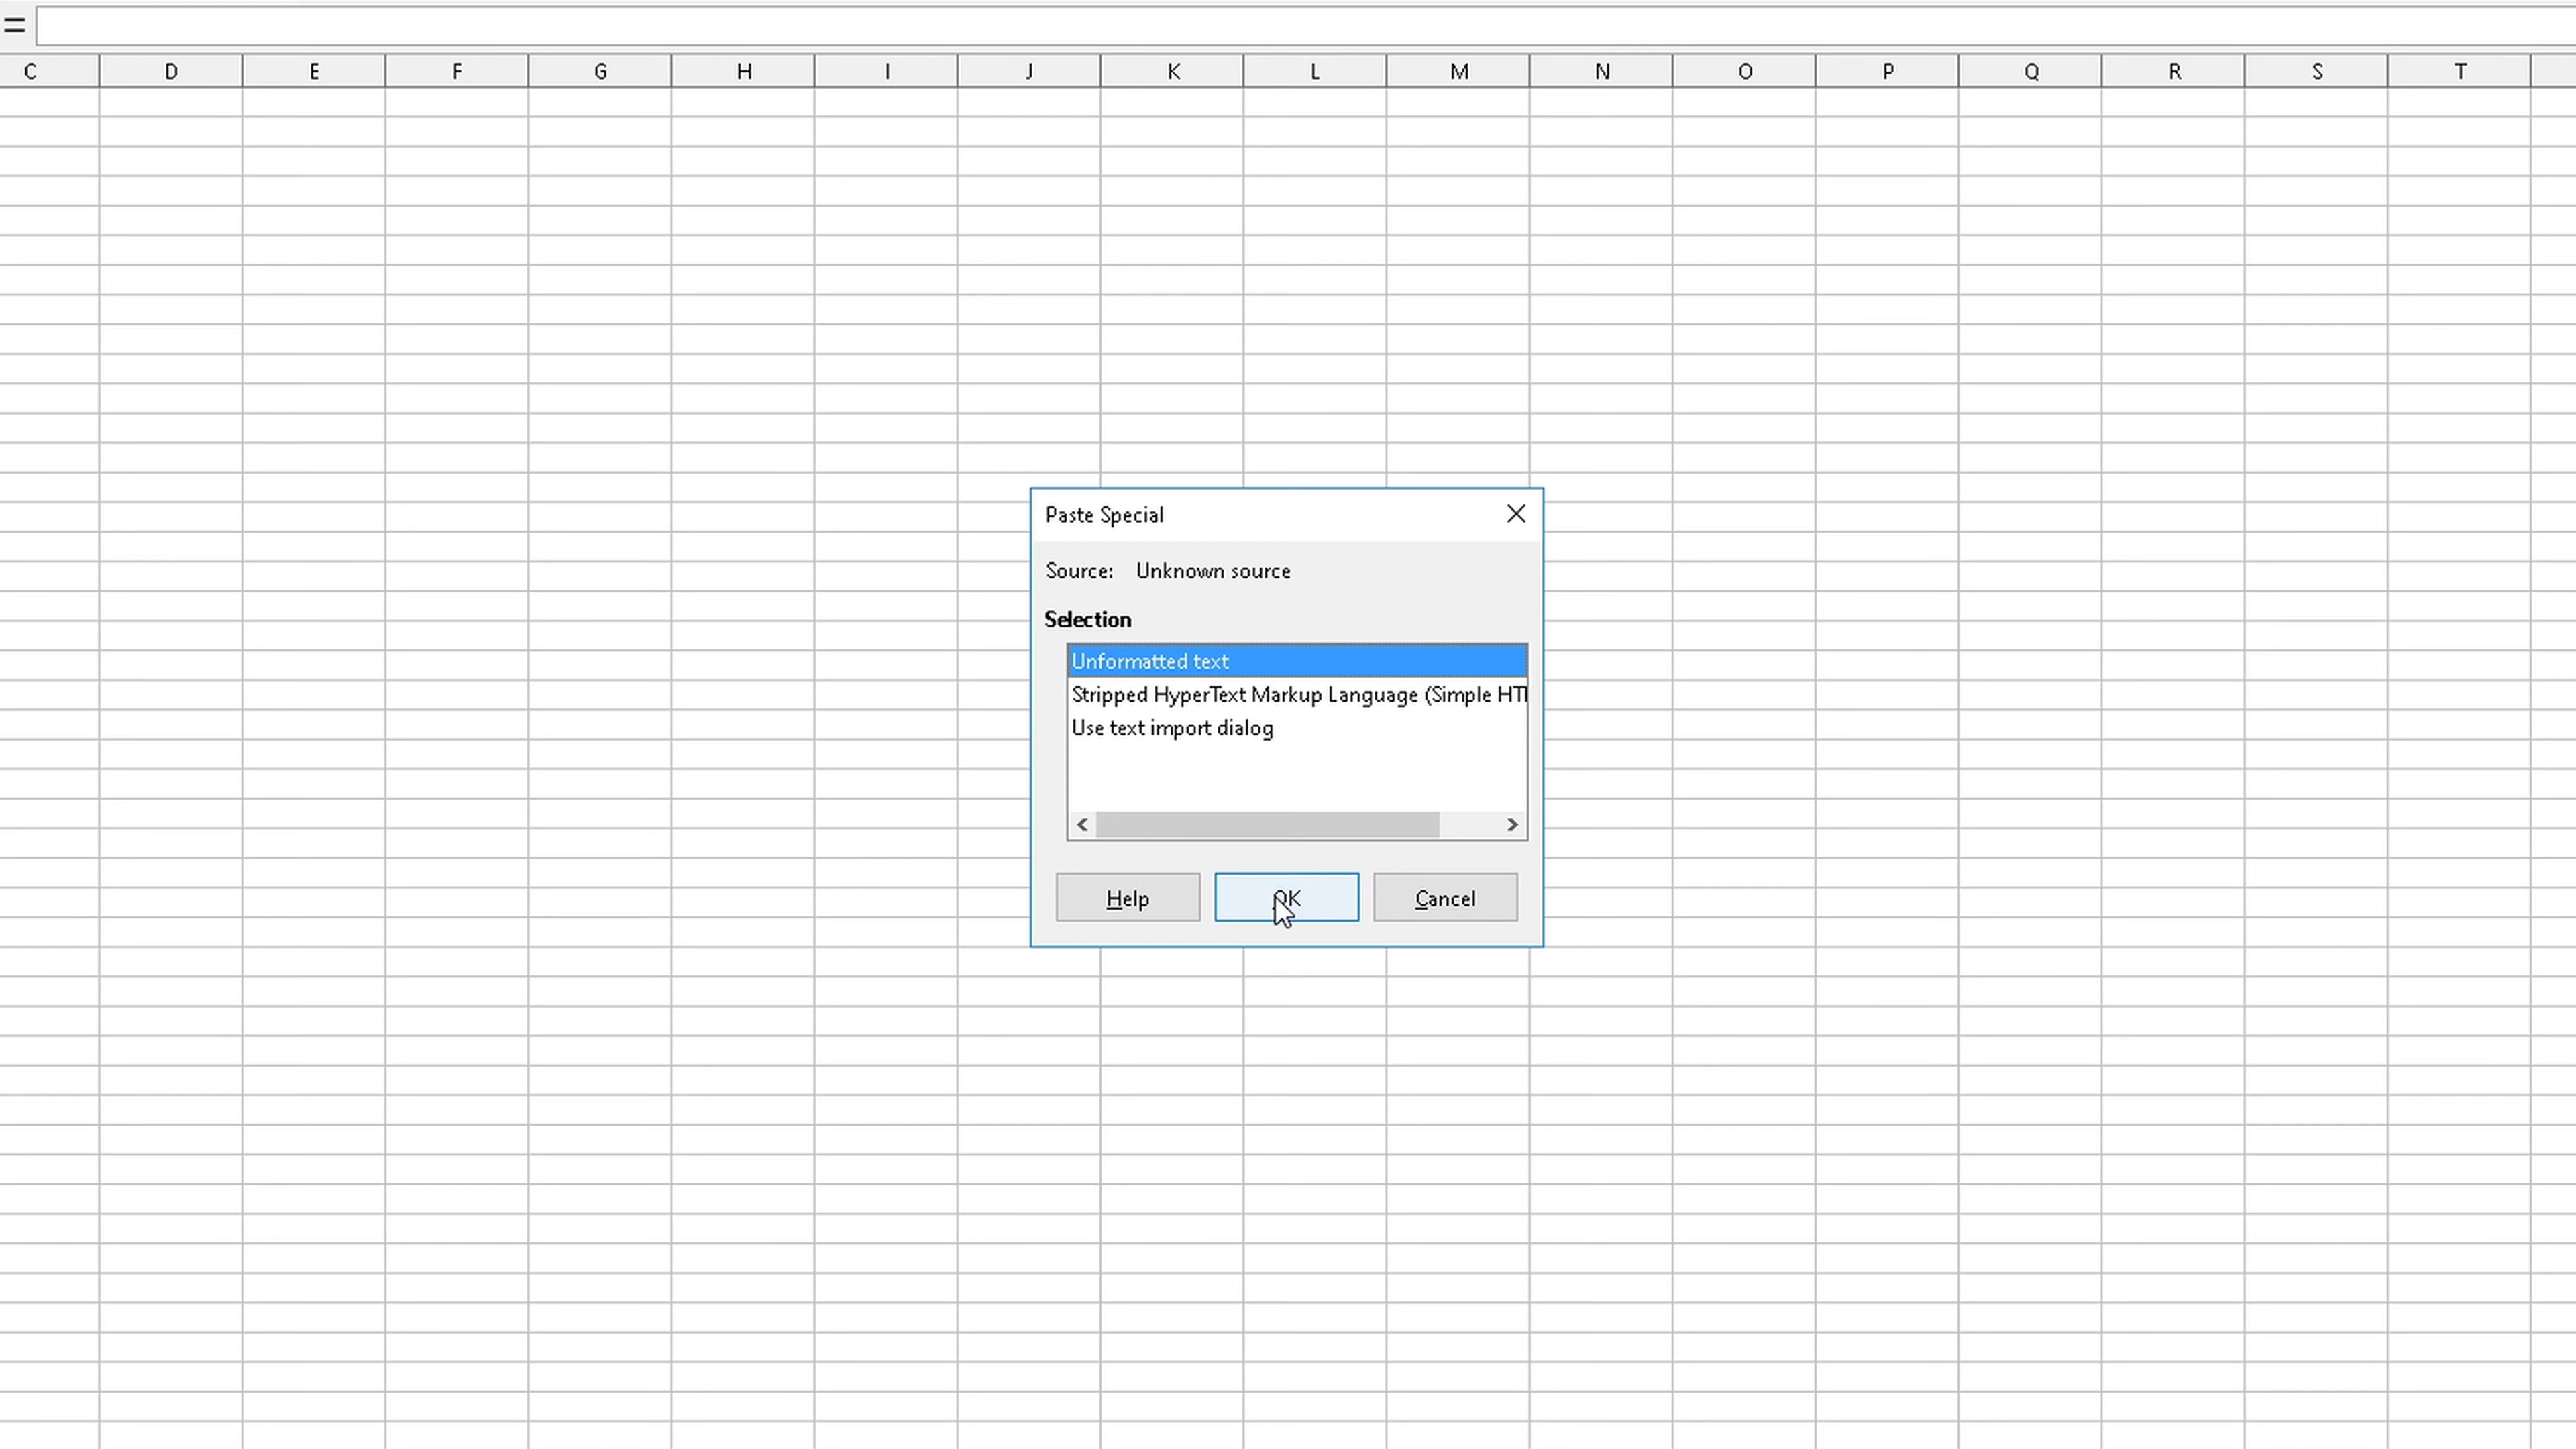 =
C D E F G H I J K L M N O P Q R S T
Paste Special
Source: Unknown source
Selection
Unformatted text
Stripped HyperText Markup Language (Simple HT
Use text import dialog
Help OK Cancel